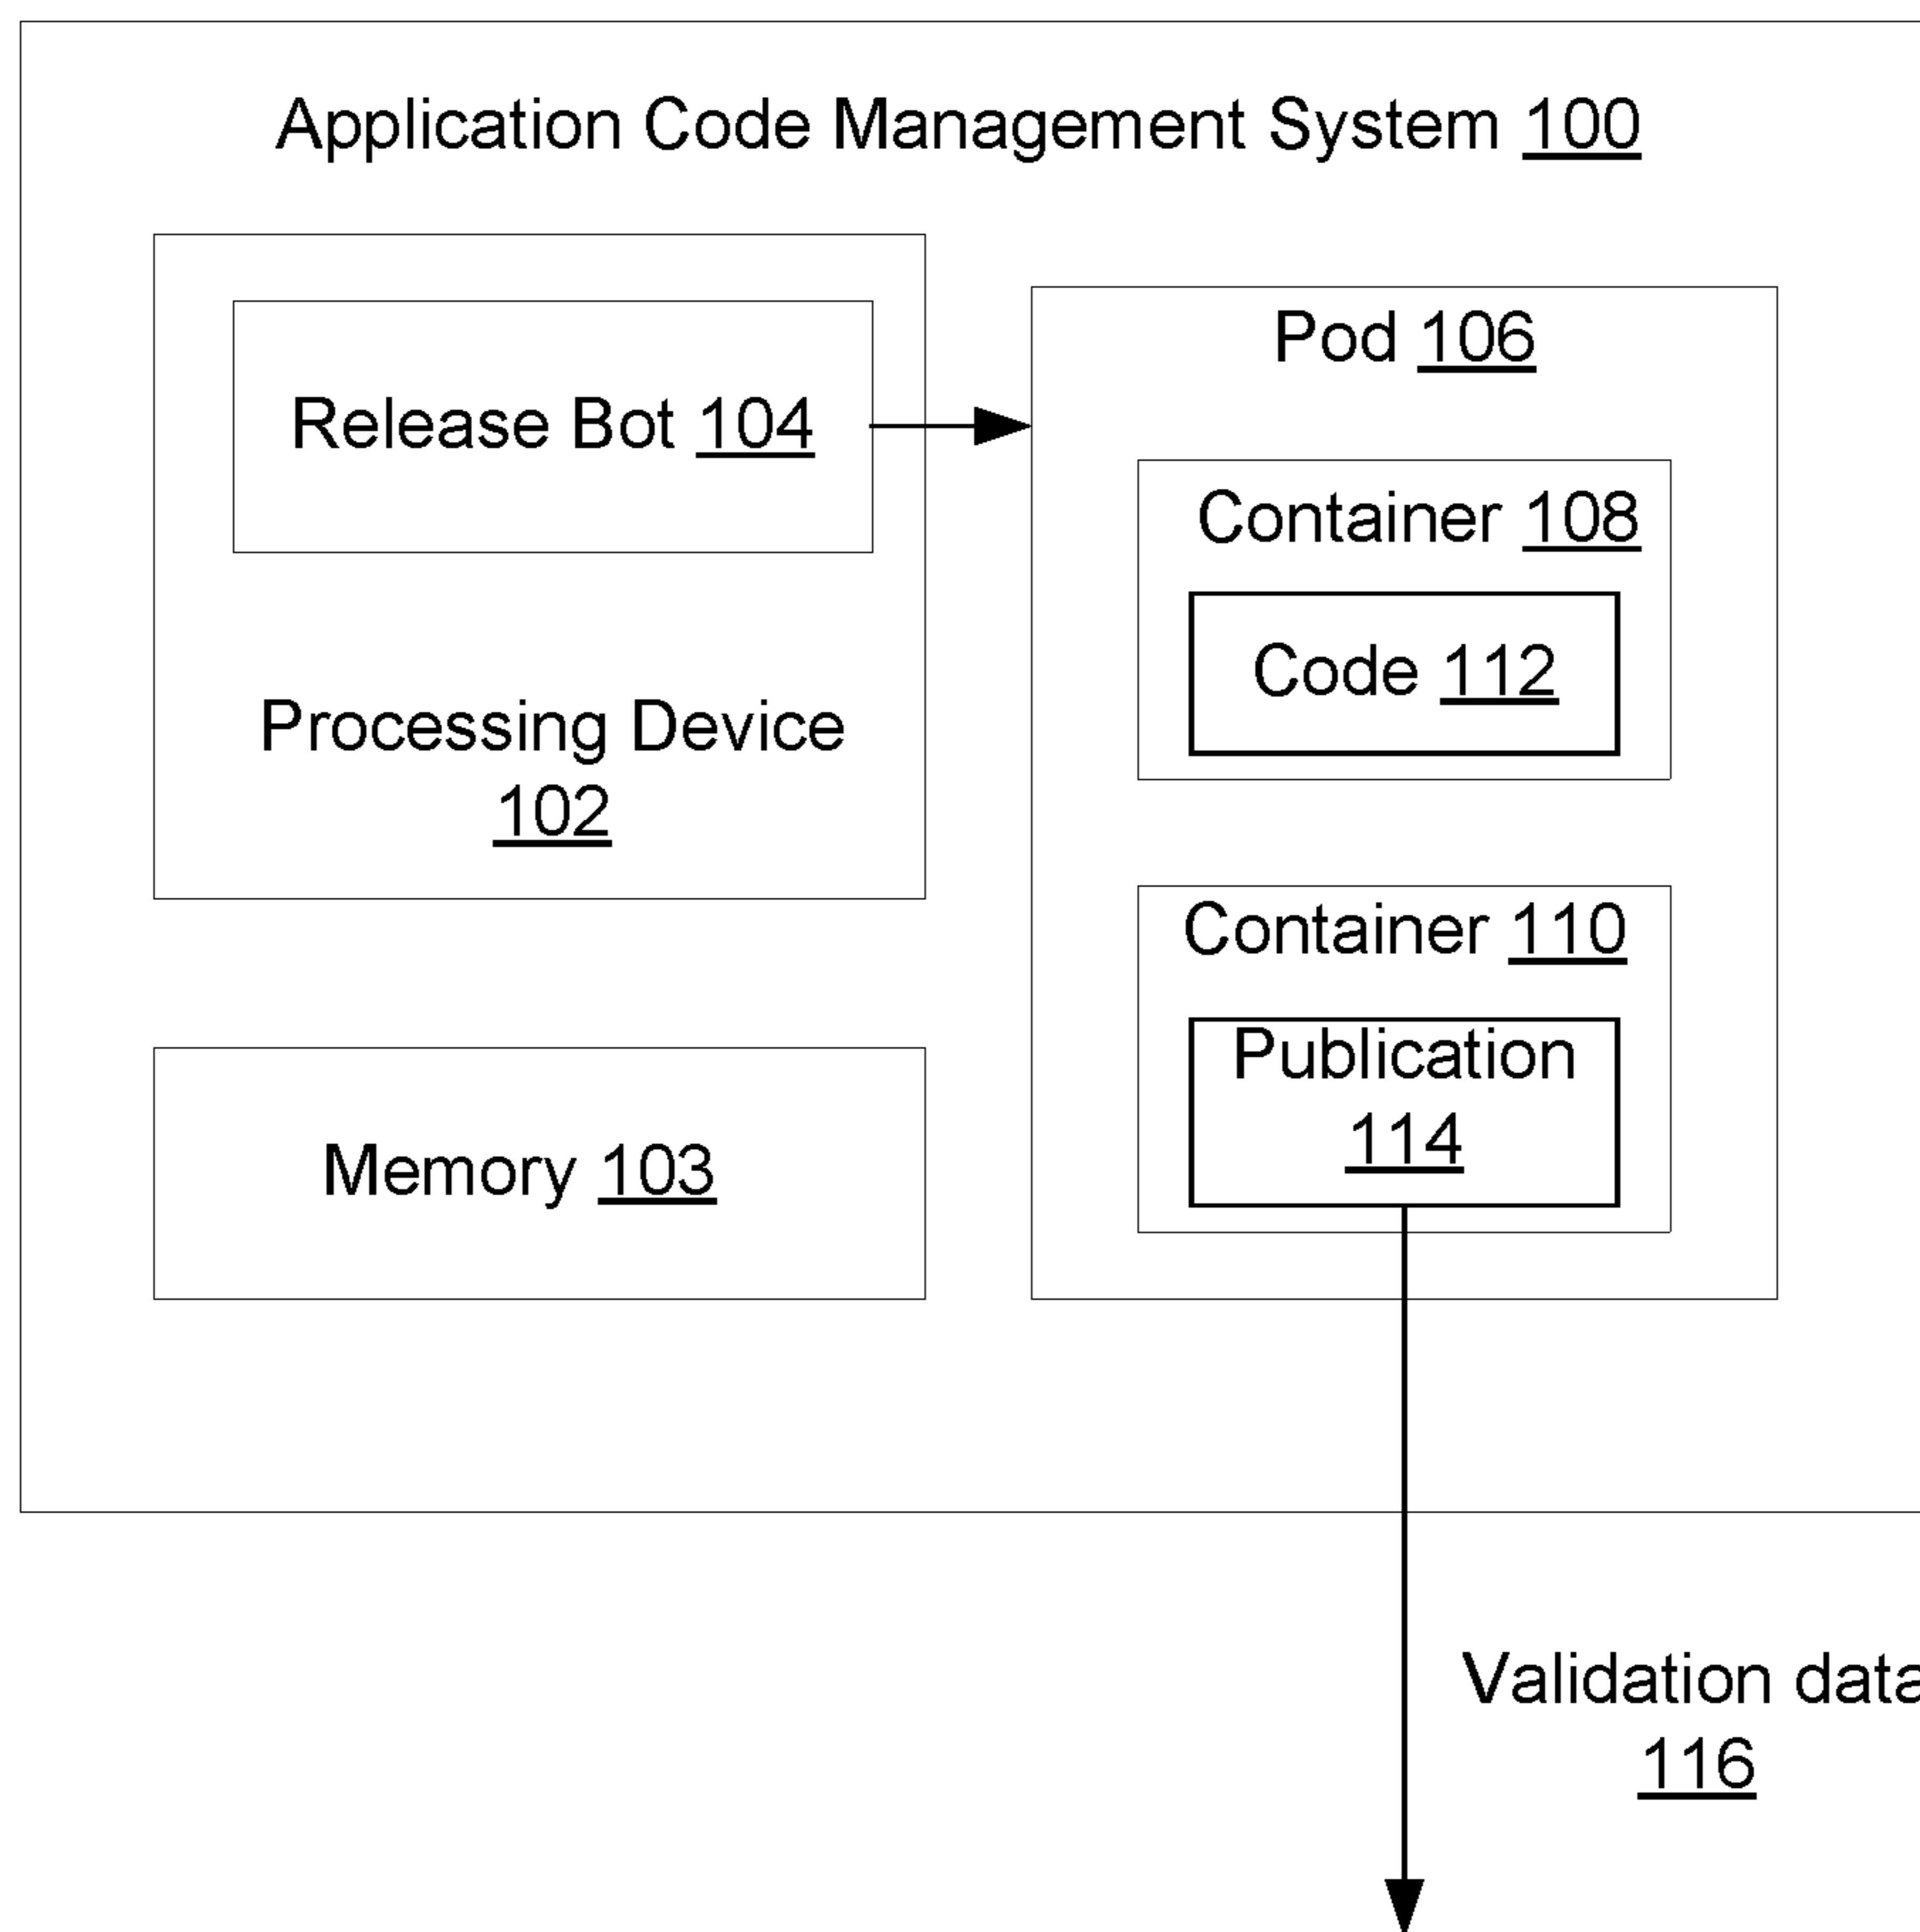 Application Code Management System 100
Release Bot 104
Processing Device
102
Memory 103
Pod 106
Container 108
Code 112
Container 110
Publication
114
Validation data
116